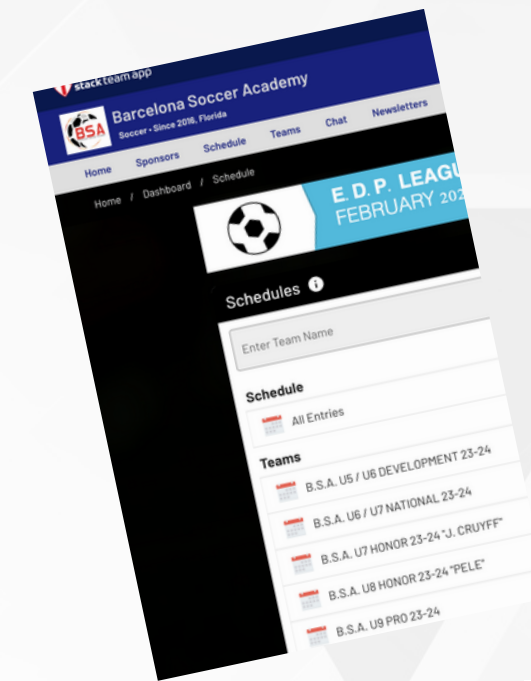 stack team app
BSA
Barcelona Soccer Academy
Soccer • Since 2016, Florida
Home Sponsors Schedule Teams Chat Newsletters
Home / Dashboard / Schedule
E. D. P. LEAGU
FEBRUARY 202
Schedules i
Enter Team Name
Schedule
All Entries
Teams
B.S.A. U5 / U6 DEVELOPMENT 23-24
B.S.A. U6 / U7 NATIONAL 23-24
B.S.A. U7 HONOR 23-24 "J. CRUYFF"
B.S.A. U8 HONOR 23-24 "PELE"
B.S.A. U9 PRO 23-24